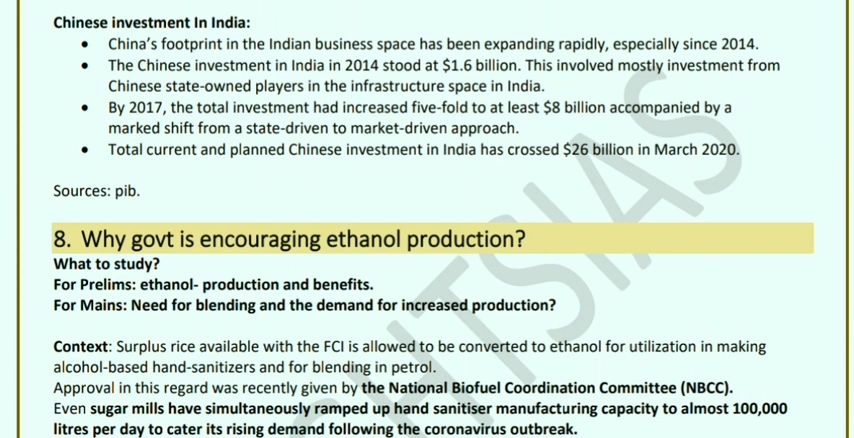 Chinese investment In India:
• China's footprint in the Indian business space has been expanding rapidly, especially since 2014.
• The Chinese investment in India in 2014 stood at $1.6 billion. This involved mostly investment from
Chinese state-owned players in the infrastructure space in India.
• By 2017, the total investment had increased five-fold to at least $8 billion accompanied by a
marked shift from a state-driven to market-driven approach.
• Total current and planned Chinese investment in India has crossed $26 billion in March 2020.
Sources: pib.
8. Why govt is encouraging ethanol production?
What to study?
For Prelims: ethanol- production and benefits.
For Mains: Need for blending and the demand for increased production?
Context: Surplus rice available with the FCI is allowed to be converted to ethanol for utilization in making
alcohol-based hand-sanitizers and for blending in petrol.
Approval in this regard was recently given by the National Biofuel Coordination Committee (NBCC).
Even sugar mills have simultaneously ramped up hand sanitiser manufacturing capacity to almost 100,000
litres per day to cater its rising demand following the coronavirus outbreak.
GHTSIAS